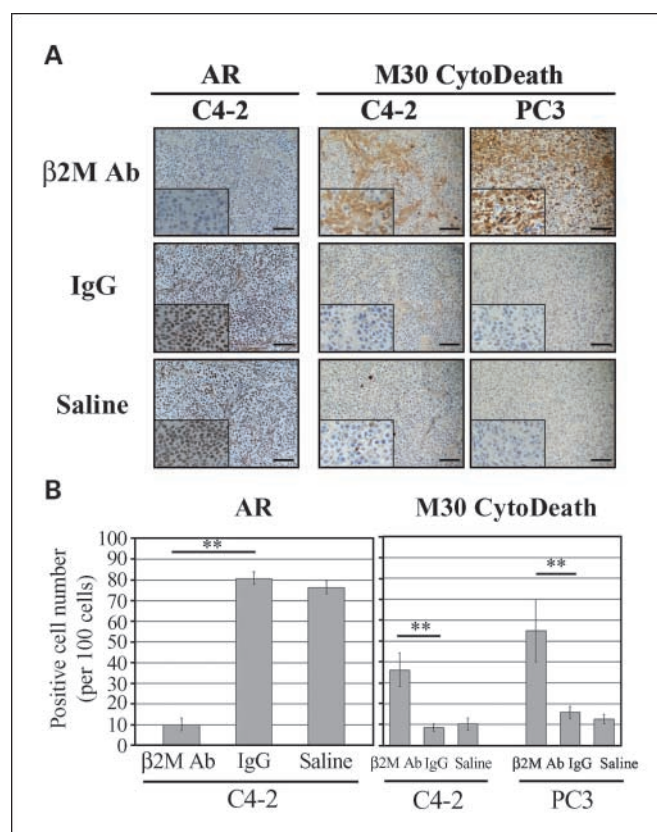 A
AR M30 CytoDeath
C4-2 C4-2 PC3
β2M Ab
IgG
Saline
B
AR M30 CytoDeath
Positive cell number
(per 100 cells)
100
90
80
70
60
50
40
30
20
10
0
**
**
**
β2M Ab IgG Saline β2M Ab IgG Saline β2M Ab IgG Saline
C4-2 C4-2 PC3